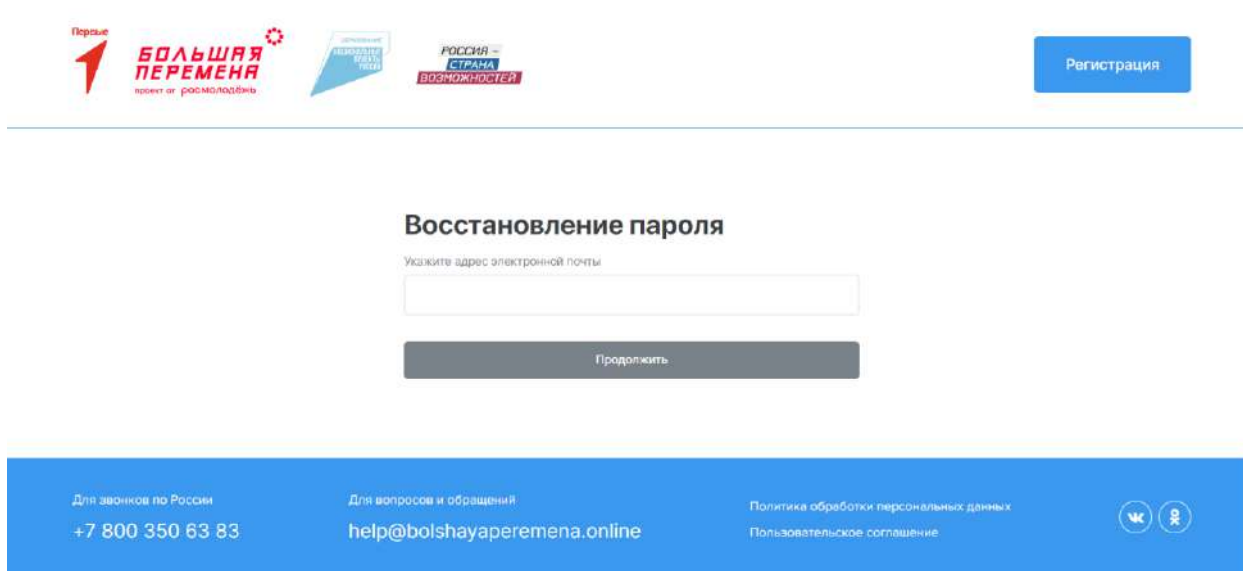 Первые
БОЛЬШАЯ
ПЕРЕМЕНА
проект от росмолодёжь
РОССИЯ –
СТРАНА
ВОЗМОЖНОСТЕЙ
Регистрация
Восстановление пароля
Укажите адрес электронной почты
Продолжить
Для звонков по России
+7 800 350 63 83
Для вопросов и обращений
help@bolshayaperemena.online
Политика обработки персональных данных
Пользовательское соглашение